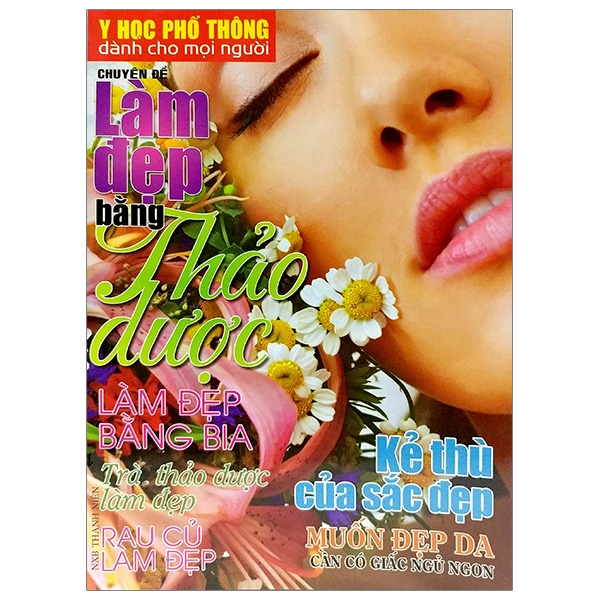 Y HỌC PHỔ THÔNG
dành cho mọi người
CHUYÊN ĐỀ
Làm
đẹp
bằng
Thảo
dược
LÀM ĐẸP
BẰNG BIA
Trà thảo dược
làm đẹp
RAU CỦ
LÀM ĐẸP
NXB THANH NIÊN
Kẻ thù
của sắc đẹp
MUỐN ĐẸP DA
CẦN CÓ GIẤC NGỦ NGON